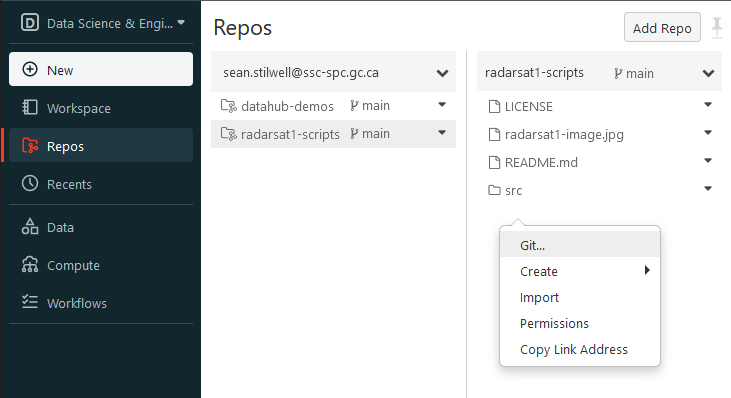 D Data Science & Engi...
New
Workspace
Repos
Recents
Data
Compute
Workflows
Repos
Add Repo
sean.stilwell@ssc-spc.gc.ca
datahub-demos main
radarsat1-scripts main
radarsat1-scripts main
LICENSE
radarsat1-image.jpg
README.md
src
Git...
Create
Import
Permissions
Copy Link Address